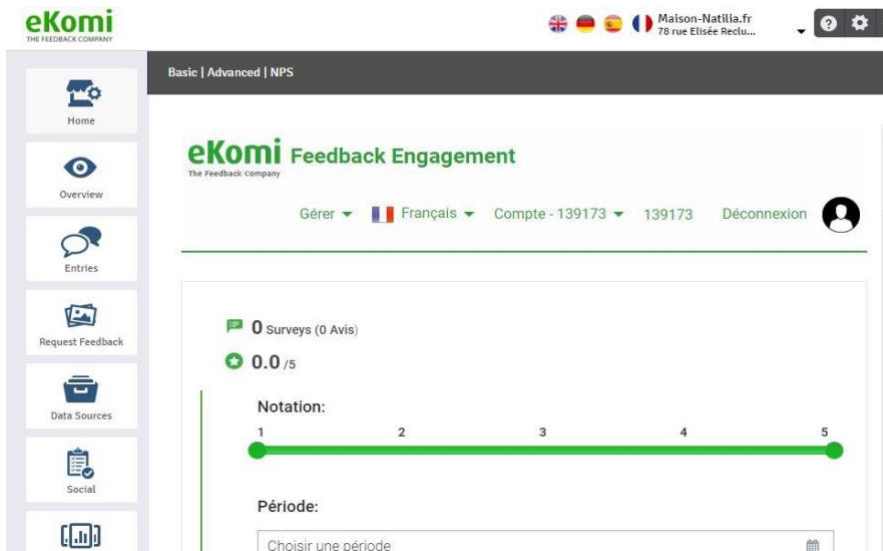 eKomi
THE FEEDBACK COMPANY
Maison-Natilia.fr
78 rue Elisée Reclu...
Basic | Advanced | NPS
Home
Overview
Entries
Request Feedback
Data Sources
Social
eKomi Feedback Engagement
The Feedback Company
Gérer Français Compte - 139173 139173 Déconnexion
0 Surveys (0 Avis)
0.0 /5
Notation:
1 2 3 4 5
Période:
Choisir une période